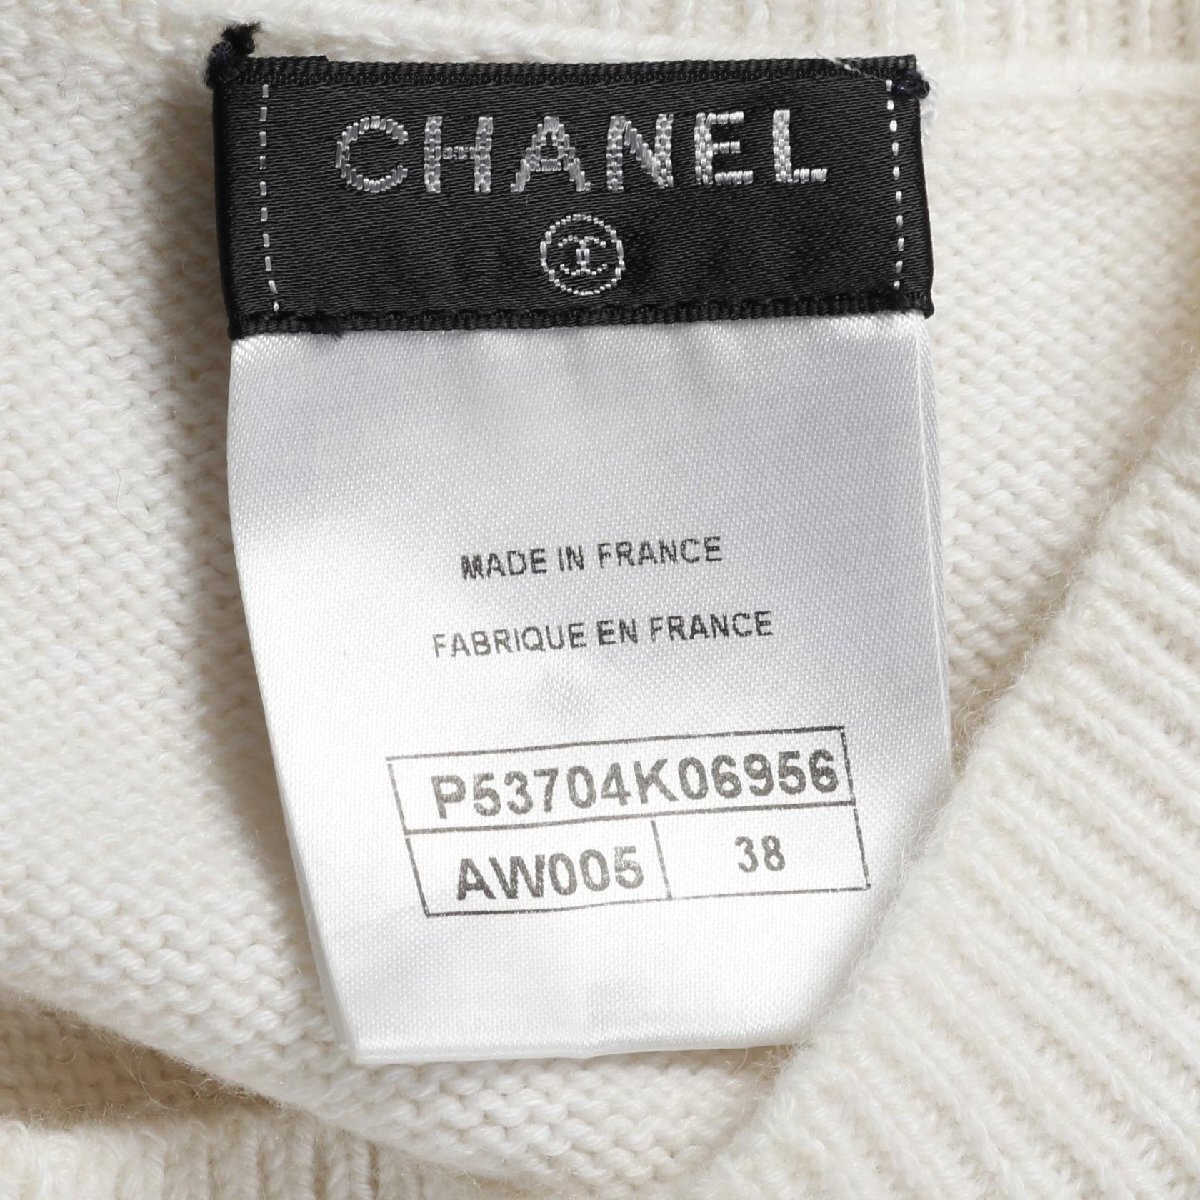 CHANEL
MADE IN FRANCE
FABRIQUE EN FRANCE
P53704K06956
AW005 38